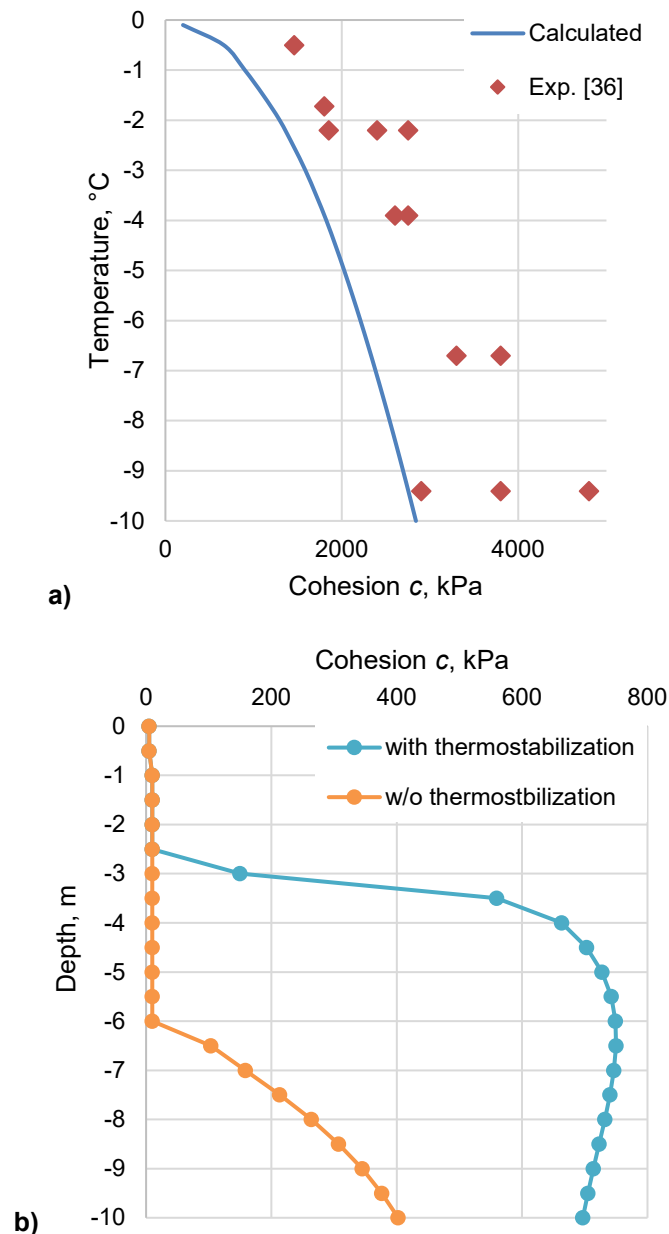 0
-1
-2
-3
-4
-5
-6
-7
-8
-9
-10
Temperature, °C
Calculated
Exp. [36]
0 2000 4000
Cohesion c, kPa
a)
Cohesion c, kPa
0 200 400 600 800
0
-1
-2
-3
-4
-5
-6
-7
-8
-9
-10
Depth, m
with thermostabilization
w/o thermostbilization
b)